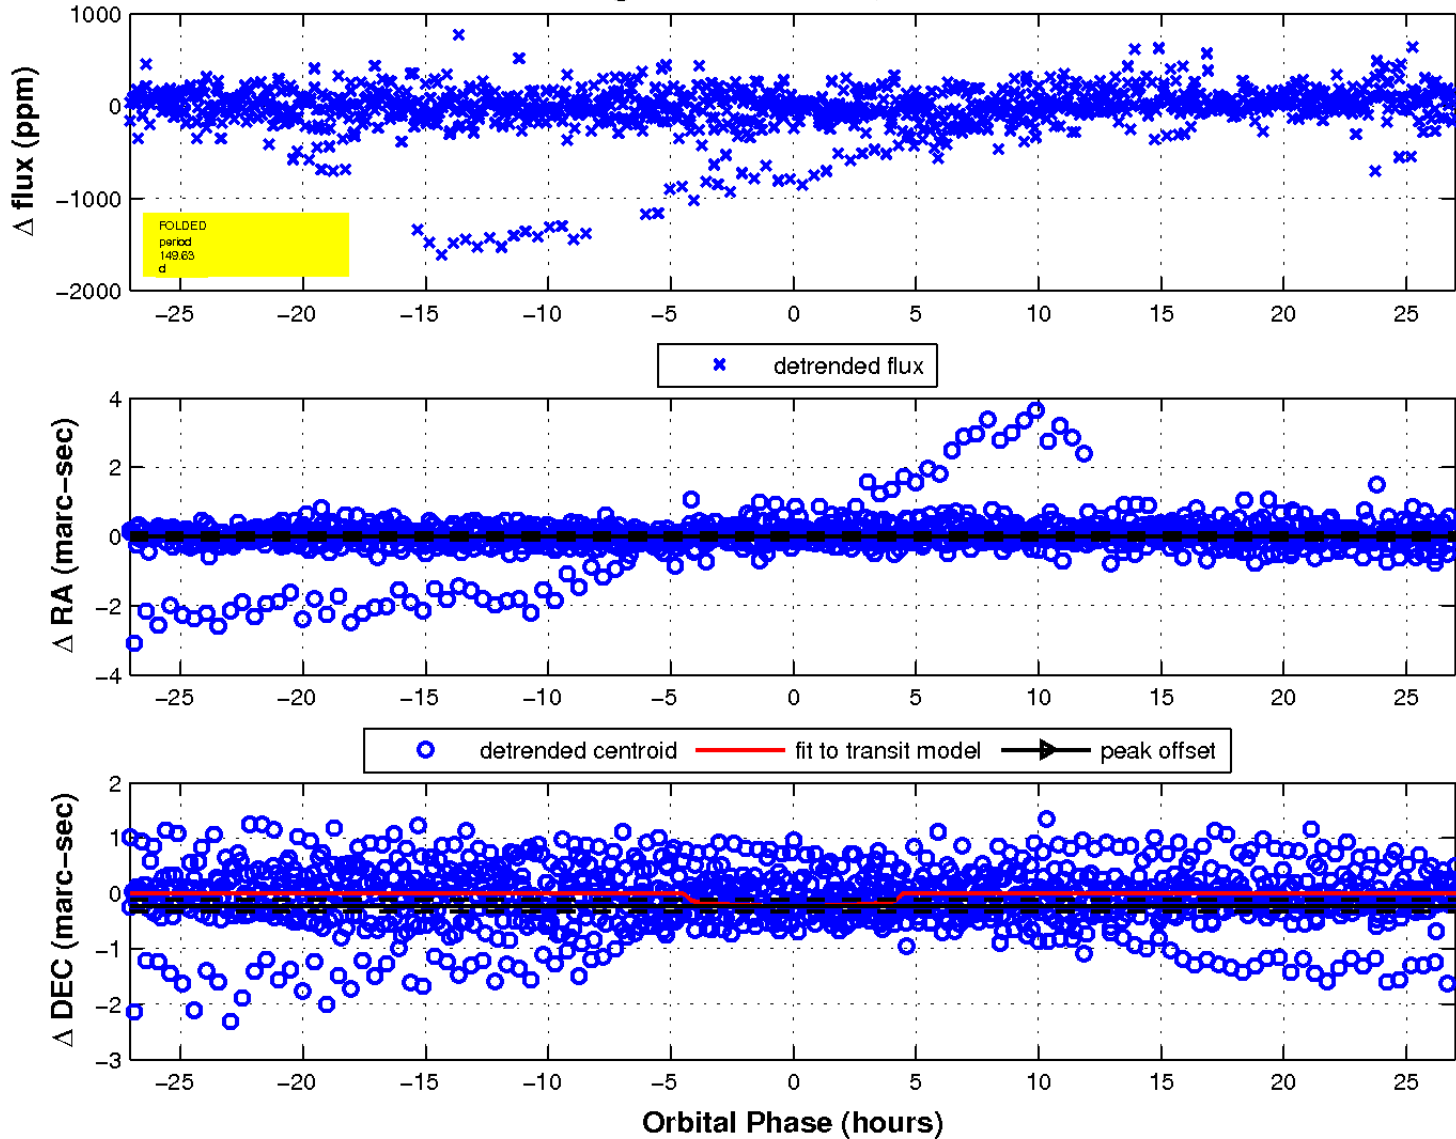 1000
0
−1000
−2000
Δ flux (ppm)
FOLDED
period
149.63
d
−25 −20 −15 −10 −5 0 5 10 15 20 25
detrended flux
4
2
0
−2
−4
Δ RA (marc−sec)
−25 −20 −15 −10 −5 0 5 10 15 20 25
detrended centroid fit to transit model peak offset
2
1
0
−1
−2
−3
Δ DEC (marc−sec)
−25 −20 −15 −10 −5 0 5 10 15 20 25
Orbital Phase (hours)